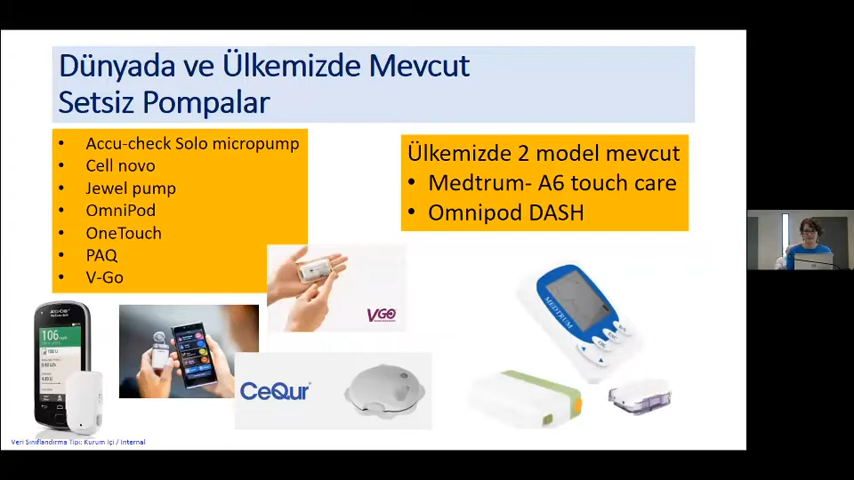 Dünyada ve Ülkemizde Mevcut
Setsiz Pompalar
• Accu-check Solo micropump
• Cell novo
• Jewel pump
• OmniPod
• OneTouch
• PAQ
• V-Go
Ülkemizde 2 model mevcut
• Medtrum- A6 touch care
• Omnipod DASH
VGO
CeQur
MEDTRUM
106
Veri Sınıflandırma Tipi: Kurum İçi / Internal